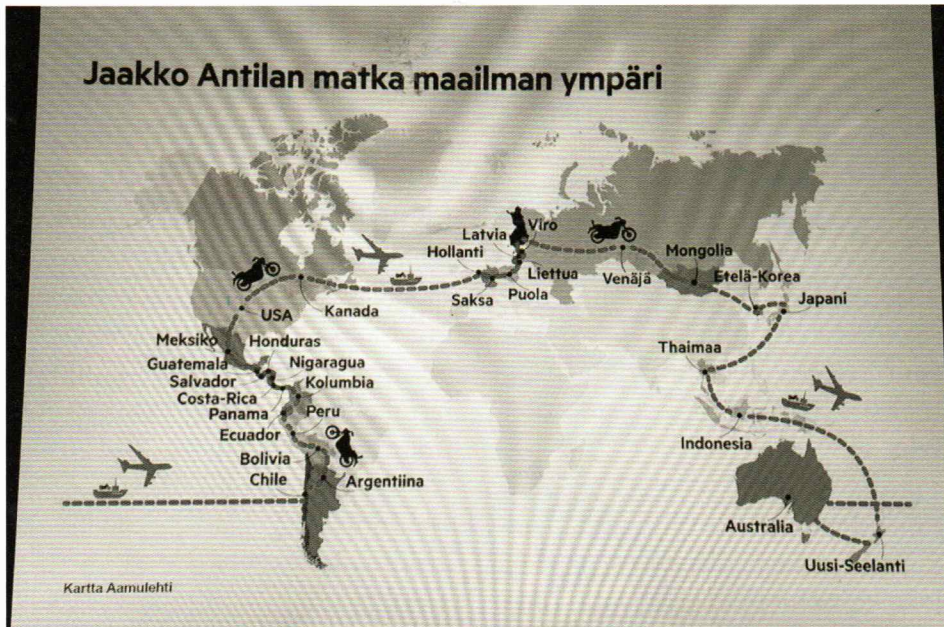 Jaakko Antilan matka maailman ympäri
Latvia
Viro
Hollanti
Liettua
Saksa
Puola
Venäjä
Mongolia
Etelä-Korea
Japani
Kanada
USA
Meksiko
Honduras
Guatemala
Nigaragua
Salvador
Kolumbia
Costa-Rica
Panama
Peru
Ecuador
Bolivia
Chile
Argentiina
Thaimaa
Indonesia
Australia
Uusi-Seelanti
Kartta Aamulehti